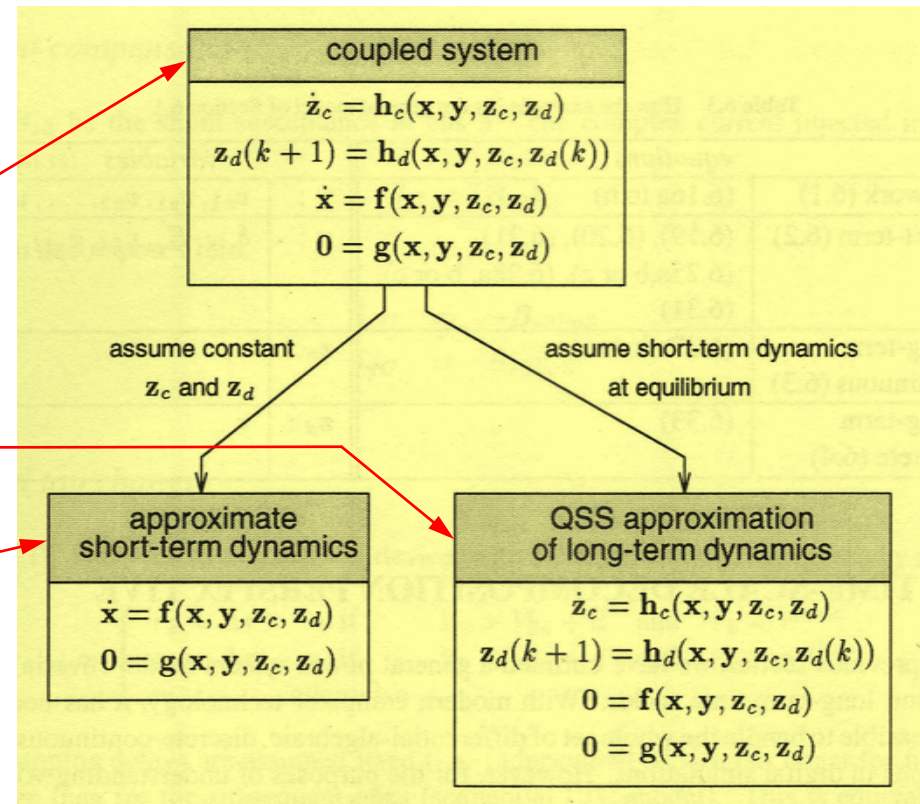 coupled system
ż_c = h_c(x, y, z_c, z_d)
z_d(k + 1) = h_d(x, y, z_c, z_d(k))
ẋ = f(x, y, z_c, z_d)
0 = g(x, y, z_c, z_d)
assume constant
z_c and z_d
assume short-term dynamics
at equilibrium
approximate
short-term dynamics
ẋ = f(x, y, z_c, z_d)
0 = g(x, y, z_c, z_d)
QSS approximation
of long-term dynamics
ż_c = h_c(x, y, z_c, z_d)
z_d(k + 1) = h_d(x, y, z_c, z_d(k))
0 = f(x, y, z_c, z_d)
0 = g(x, y, z_c, z_d)